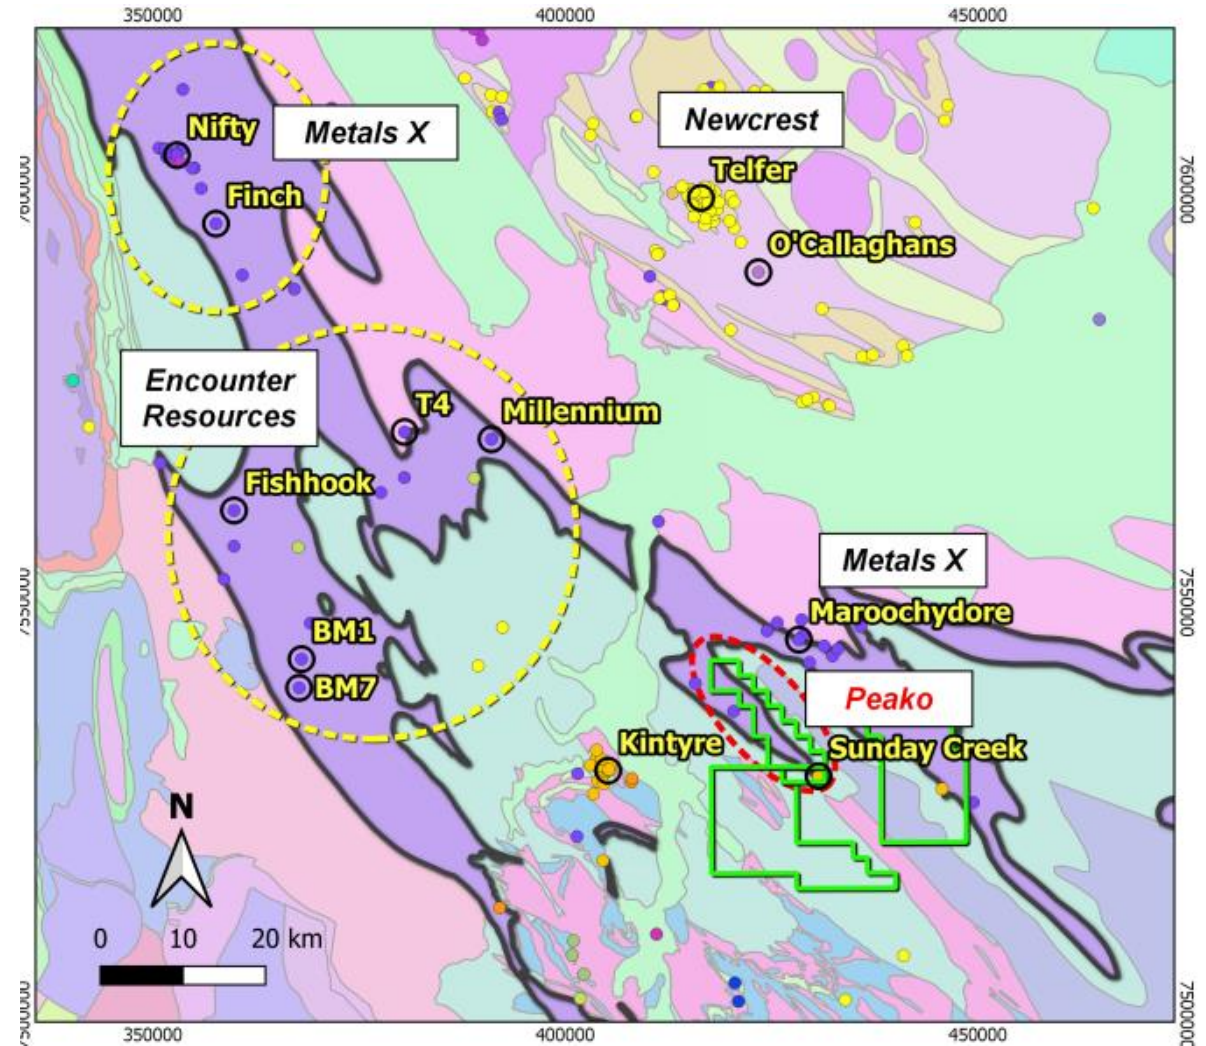 350000 400000 450000
Nifty
Metals X
Newcrest
Telfer
Finch
7600000
O'Callaghans
Encounter
Resources
T4
Millennium
Fishhook
Metals X
7550000
Maroochydore
BM1
BM7
Peako
Kintyre
Sunday Creek
N
0 10 20 km
350000 400000 450000